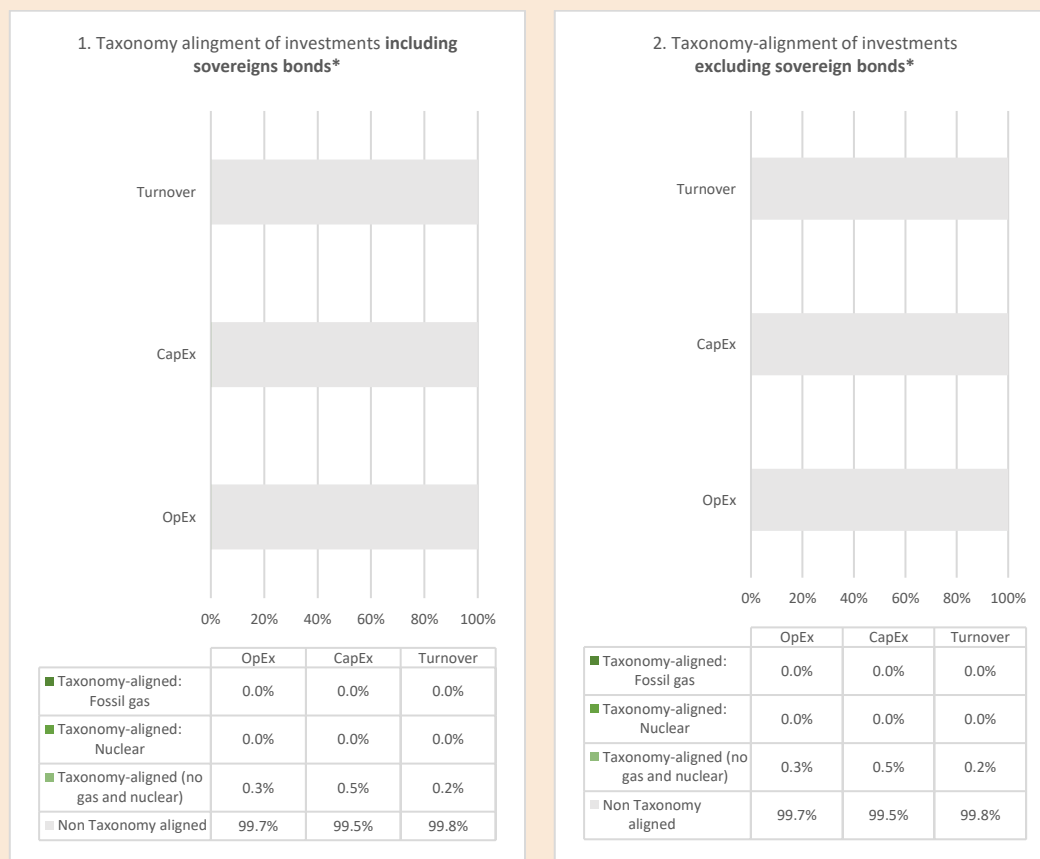 1. Taxonomy alingment of investments including
sovereigns bonds*
Turnover
CapEx
OpEx
0% 20% 40% 60% 80% 100%
OpEx CapEx Turnover
Taxonomy-aligned:
Fossil gas
0.0% 0.0% 0.0%
Taxonomy-aligned:
Nuclear
0.0% 0.0% 0.0%
Taxonomy-aligned (no
gas and nuclear)
0.3% 0.5% 0.2%
Non Taxonomy aligned 99.7% 99.5% 99.8%
2. Taxonomy-alignment of investments
excluding sovereign bonds*
Turnover
CapEx
OpEx
0% 20% 40% 60% 80% 100%
OpEx CapEx Turnover
Taxonomy-aligned:
Fossil gas
0.0% 0.0% 0.0%
Taxonomy-aligned:
Nuclear
0.0% 0.0% 0.0%
Taxonomy-aligned (no
gas and nuclear)
0.3% 0.5% 0.2%
Non Taxonomy
aligned
99.7% 99.5% 99.8%